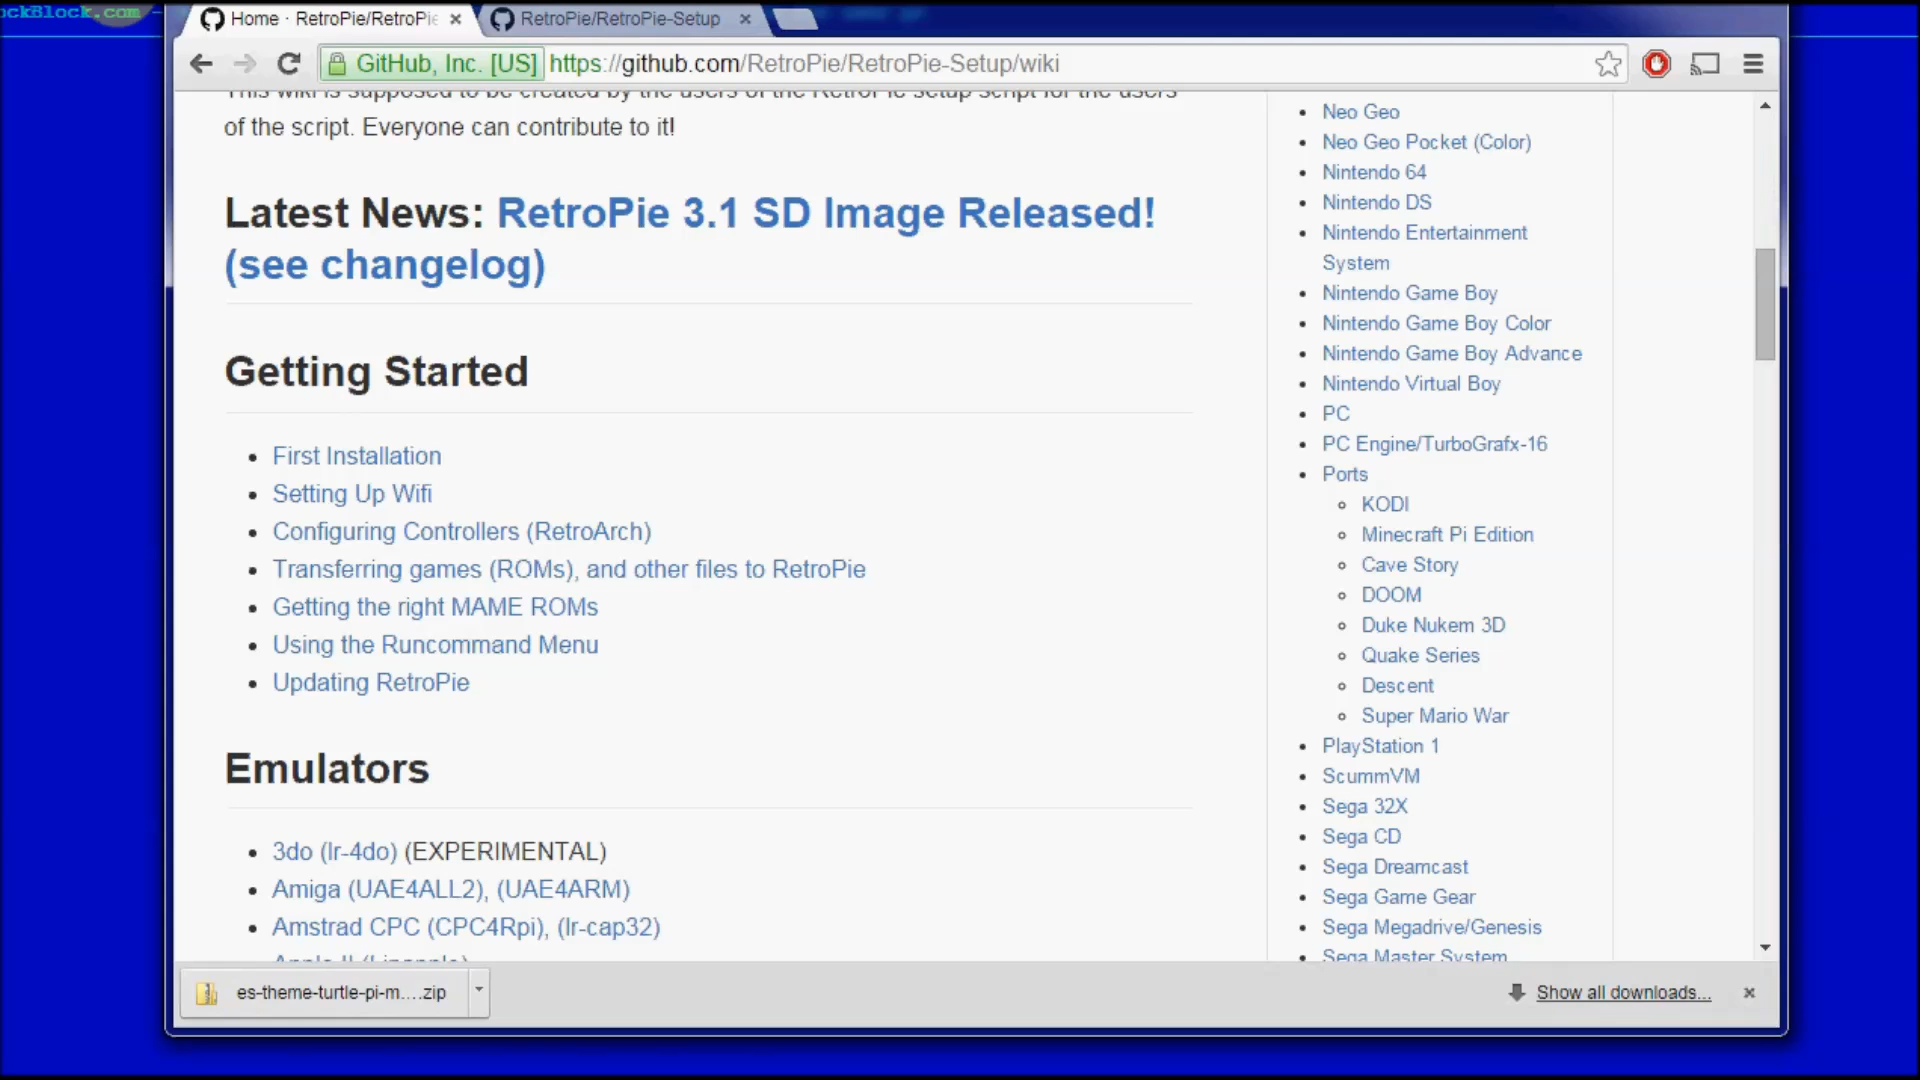 ockBlock.com
Home · RetroPie/RetroPie
RetroPie/RetroPie-Setup
GitHub, Inc. [US] https://github.com/RetroPie/RetroPie-Setup/wiki
This wiki is supposed to be created by the users of the RetroPie setup script for the users
of the script. Everyone can contribute to it!
Latest News: RetroPie 3.1 SD Image Released!
(see changelog)
Getting Started
First Installation
Setting Up Wifi
Configuring Controllers (RetroArch)
Transferring games (ROMs), and other files to RetroPie
Getting the right MAME ROMs
Using the Runcommand Menu
Updating RetroPie
Emulators
3do (lr-4do) (EXPERIMENTAL)
Amiga (UAE4ALL2), (UAE4ARM)
Amstrad CPC (CPC4Rpi), (lr-cap32)
Apple II (Linapple)
Neo Geo
Neo Geo Pocket (Color)
Nintendo 64
Nintendo DS
Nintendo Entertainment
System
Nintendo Game Boy
Nintendo Game Boy Color
Nintendo Game Boy Advance
Nintendo Virtual Boy
PC
PC Engine/TurboGrafx-16
Ports
KODI
Minecraft Pi Edition
Cave Story
DOOM
Duke Nukem 3D
Quake Series
Descent
Super Mario War
PlayStation 1
ScummVM
Sega 32X
Sega CD
Sega Dreamcast
Sega Game Gear
Sega Megadrive/Genesis
Sega Master System
es-theme-turtle-pi-m....zip
Show all downloads...